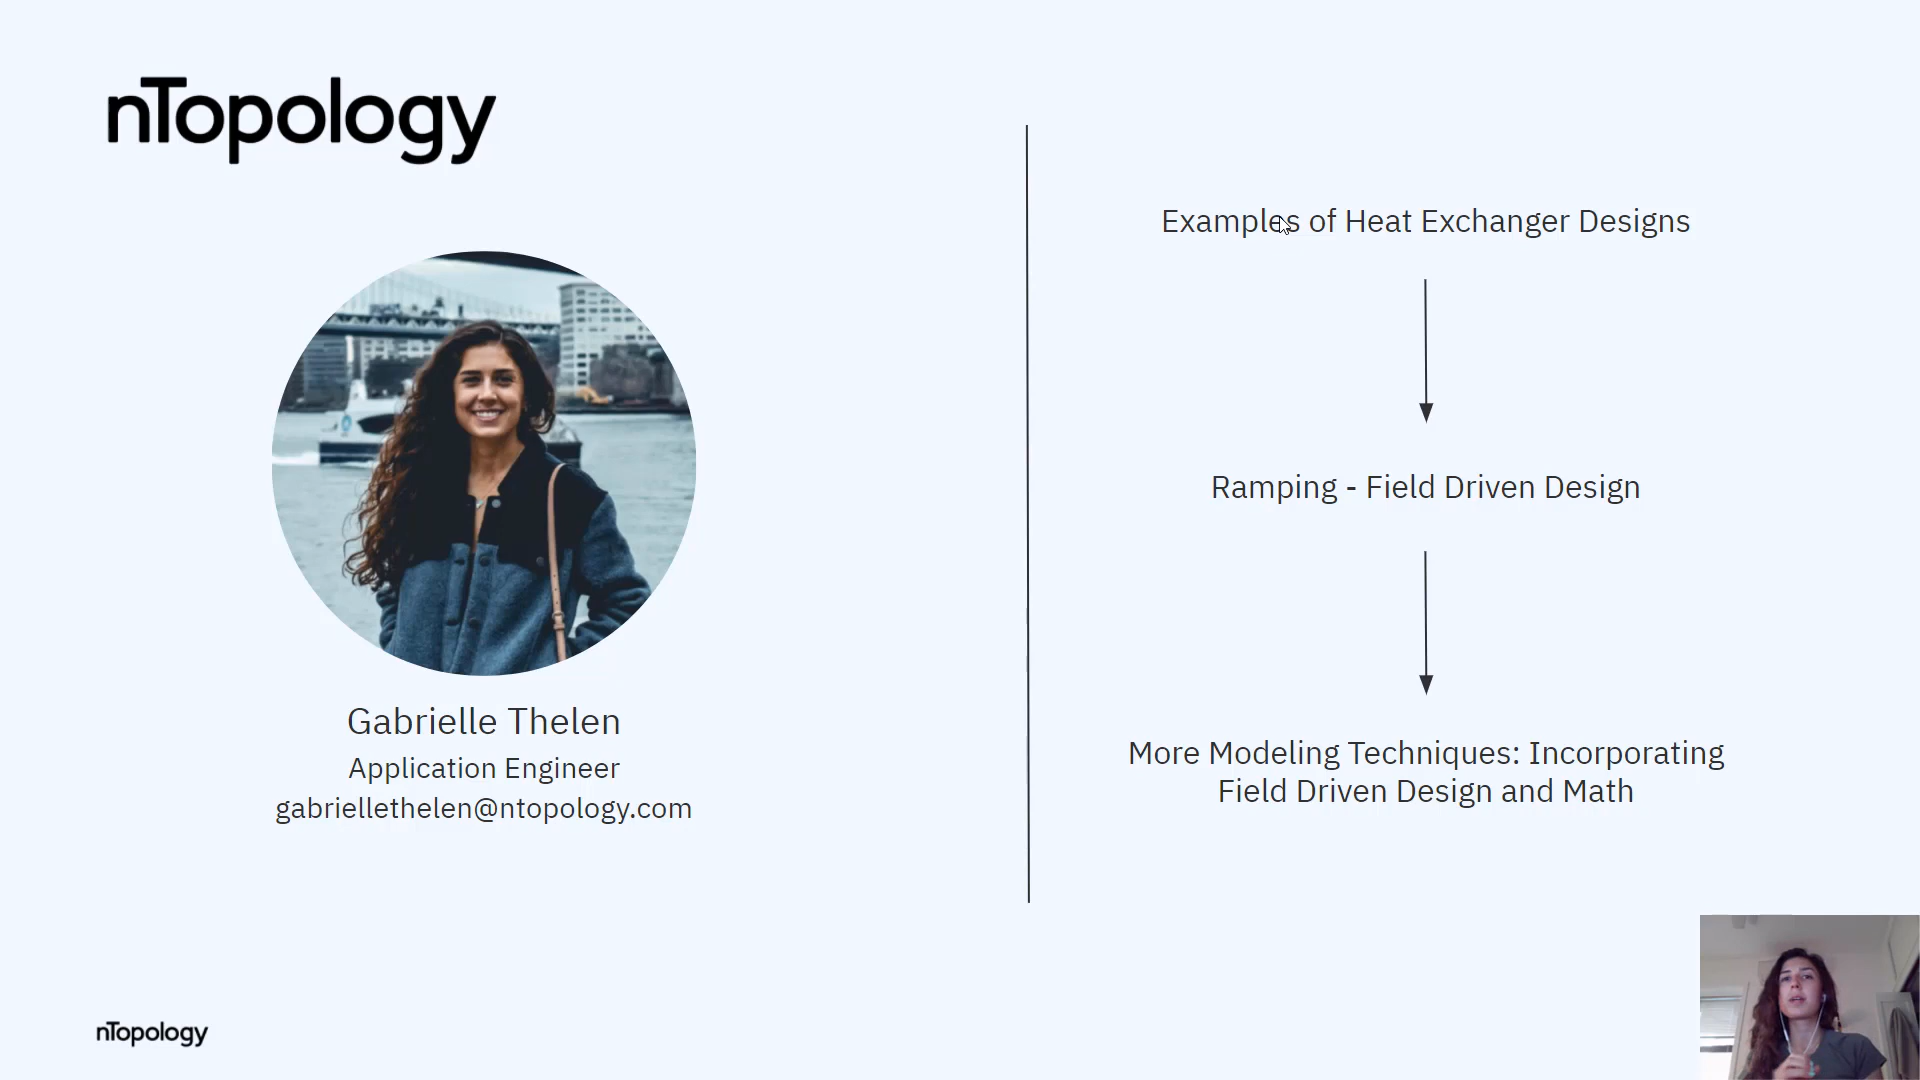 nTopology
Gabrielle Thelen
Application Engineer
gabriellethelen@ntopology.com
Examples of Heat Exchanger Designs
Ramping - Field Driven Design
More Modeling Techniques: Incorporating
Field Driven Design and Math
nTopology